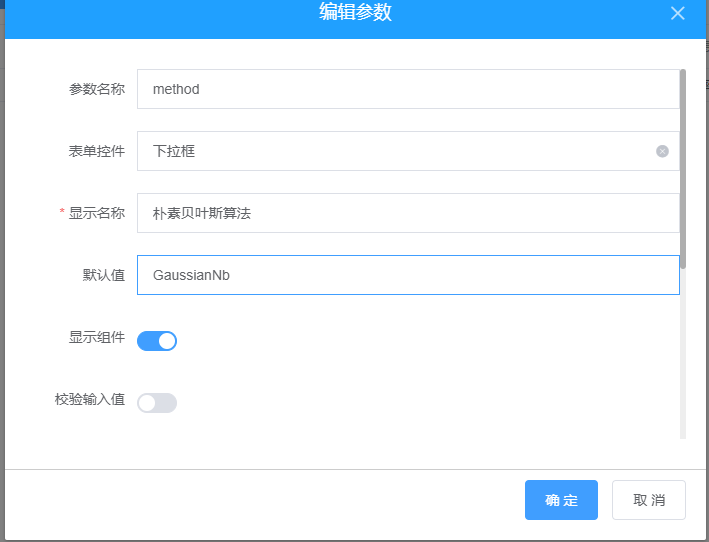 编辑参数
参数名称 method
表单控件 下拉框
* 显示名称 朴素贝叶斯算法
默认值 GaussianNb
显示组件
校验输入值
确定 取消